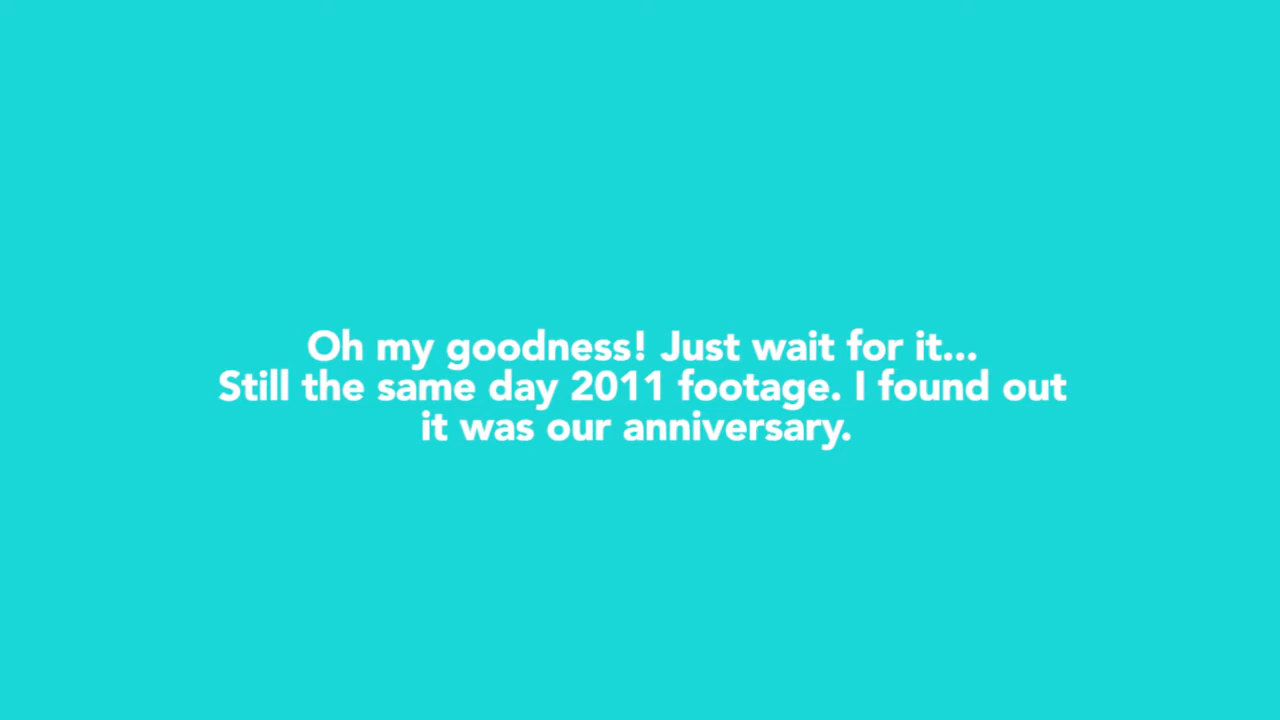 Oh my goodness! Just wait for it...
Still the same day 2011 footage. I found out
it was our anniversary.